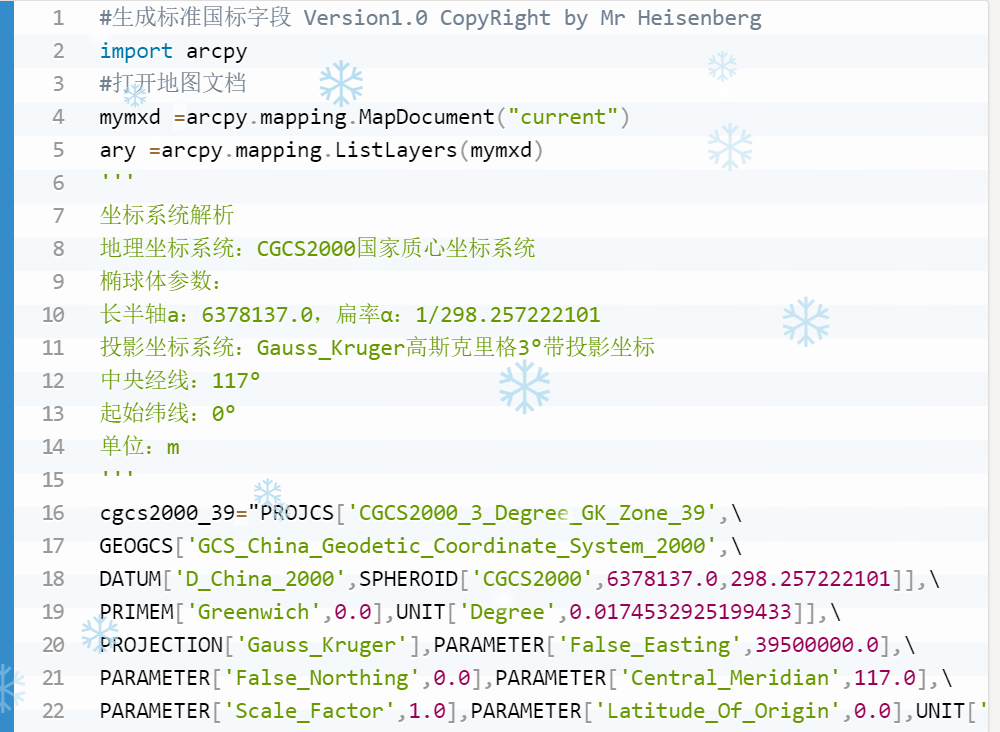 1 #生成标准国标字段 Version1.0 CopyRight by Mr Heisenberg
2 import arcpy
3 #打开地图文档
4 mymxd =arcpy.mapping.MapDocument("current")
5 ary =arcpy.mapping.ListLayers(mymxd)
6 '''
7 坐标系统解析
8 地理坐标系统：CGCS2000国家质心坐标系统
9 椭球体参数：
10 长半轴a：6378137.0，扁率α：1/298.257222101
11 投影坐标系统：Gauss_Kruger高斯克里格3°带投影坐标
12 中央经线：117°
13 起始纬线：0°
14 单位：m
15 '''
16 cgcs2000_39="PROJCS['CGCS2000_3_Degree_GK_Zone_39',\
17 GEOGCS['GCS_China_Geodetic_Coordinate_System_2000',\
18 DATUM['D_China_2000',SPHEROID['CGCS2000',6378137.0,298.257222101]],\
19 PRIMEM['Greenwich',0.0],UNIT['Degree',0.0174532925199433]],\
20 PROJECTION['Gauss_Kruger'],PARAMETER['False_Easting',39500000.0],\
21 PARAMETER['False_Northing',0.0],PARAMETER['Central_Meridian',117.0],\
22 PARAMETER['Scale_Factor',1.0],PARAMETER['Latitude_Of_Origin',0.0],UNIT['